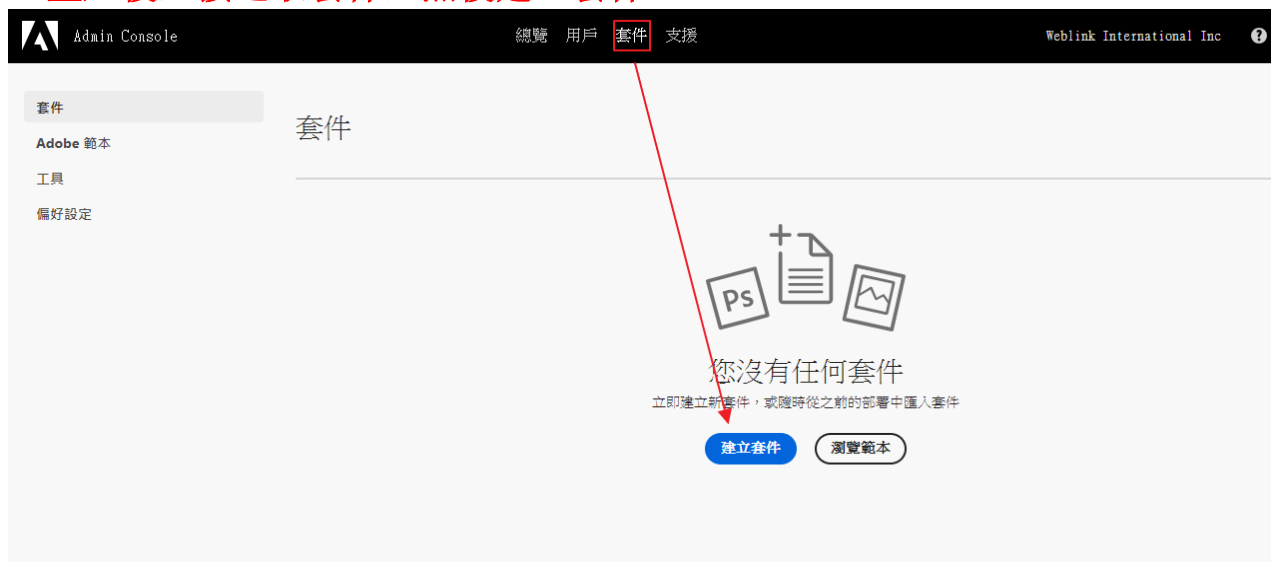 Admin Console 總覽 用戶 套件 支援 Weblink International Inc ?
套件
Adobe 範本
工具
偏好設定
套件
Ps
您沒有任何套件
立即建立新套件，或隨時從之前的部署中匯入套件
建立套件 瀏覽範本